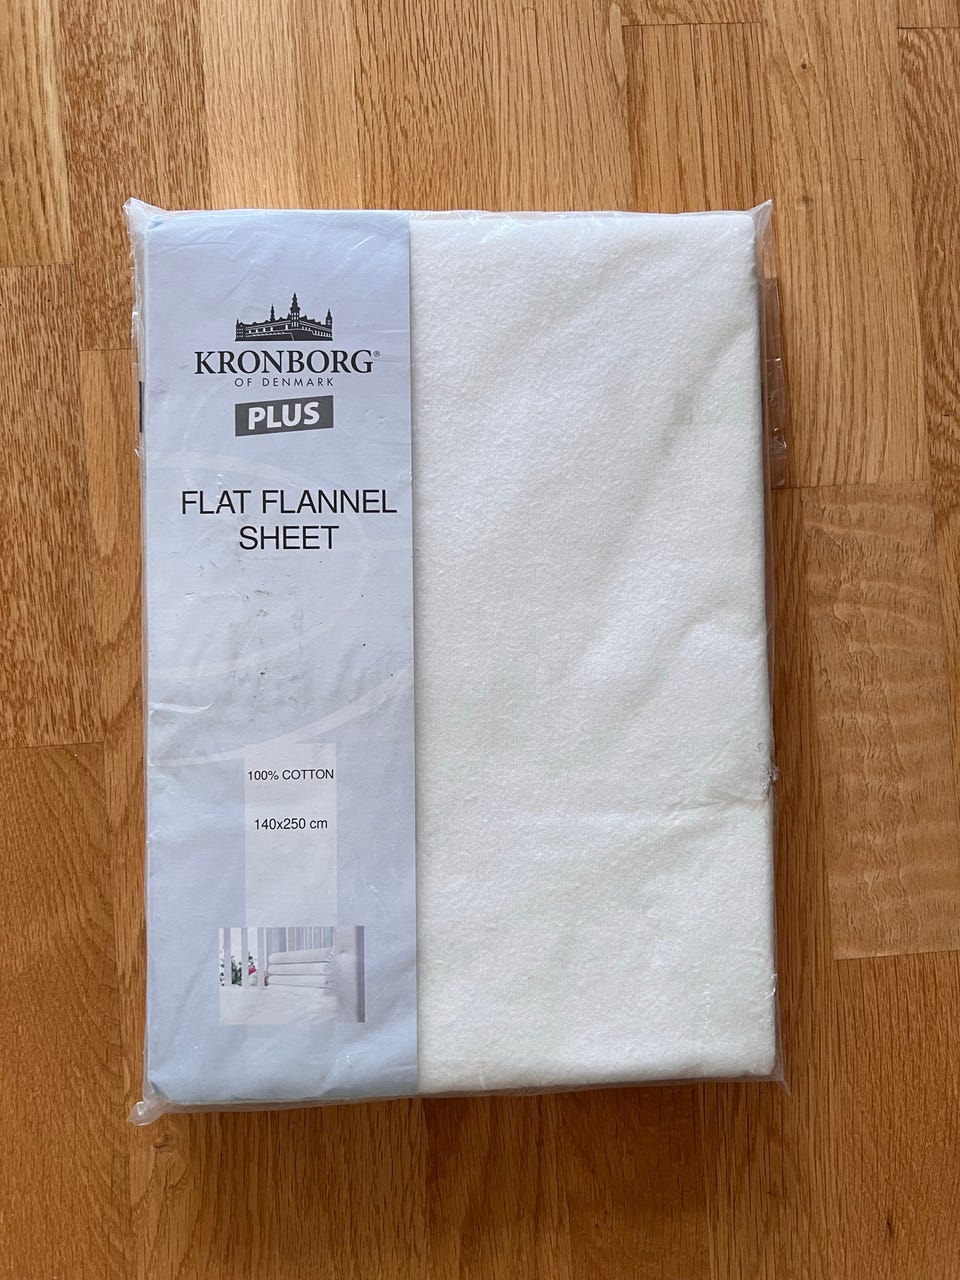 KRONBORG®
OF DENMARK
PLUS
FLAT FLANNEL
SHEET
100% COTTON
140x250 cm